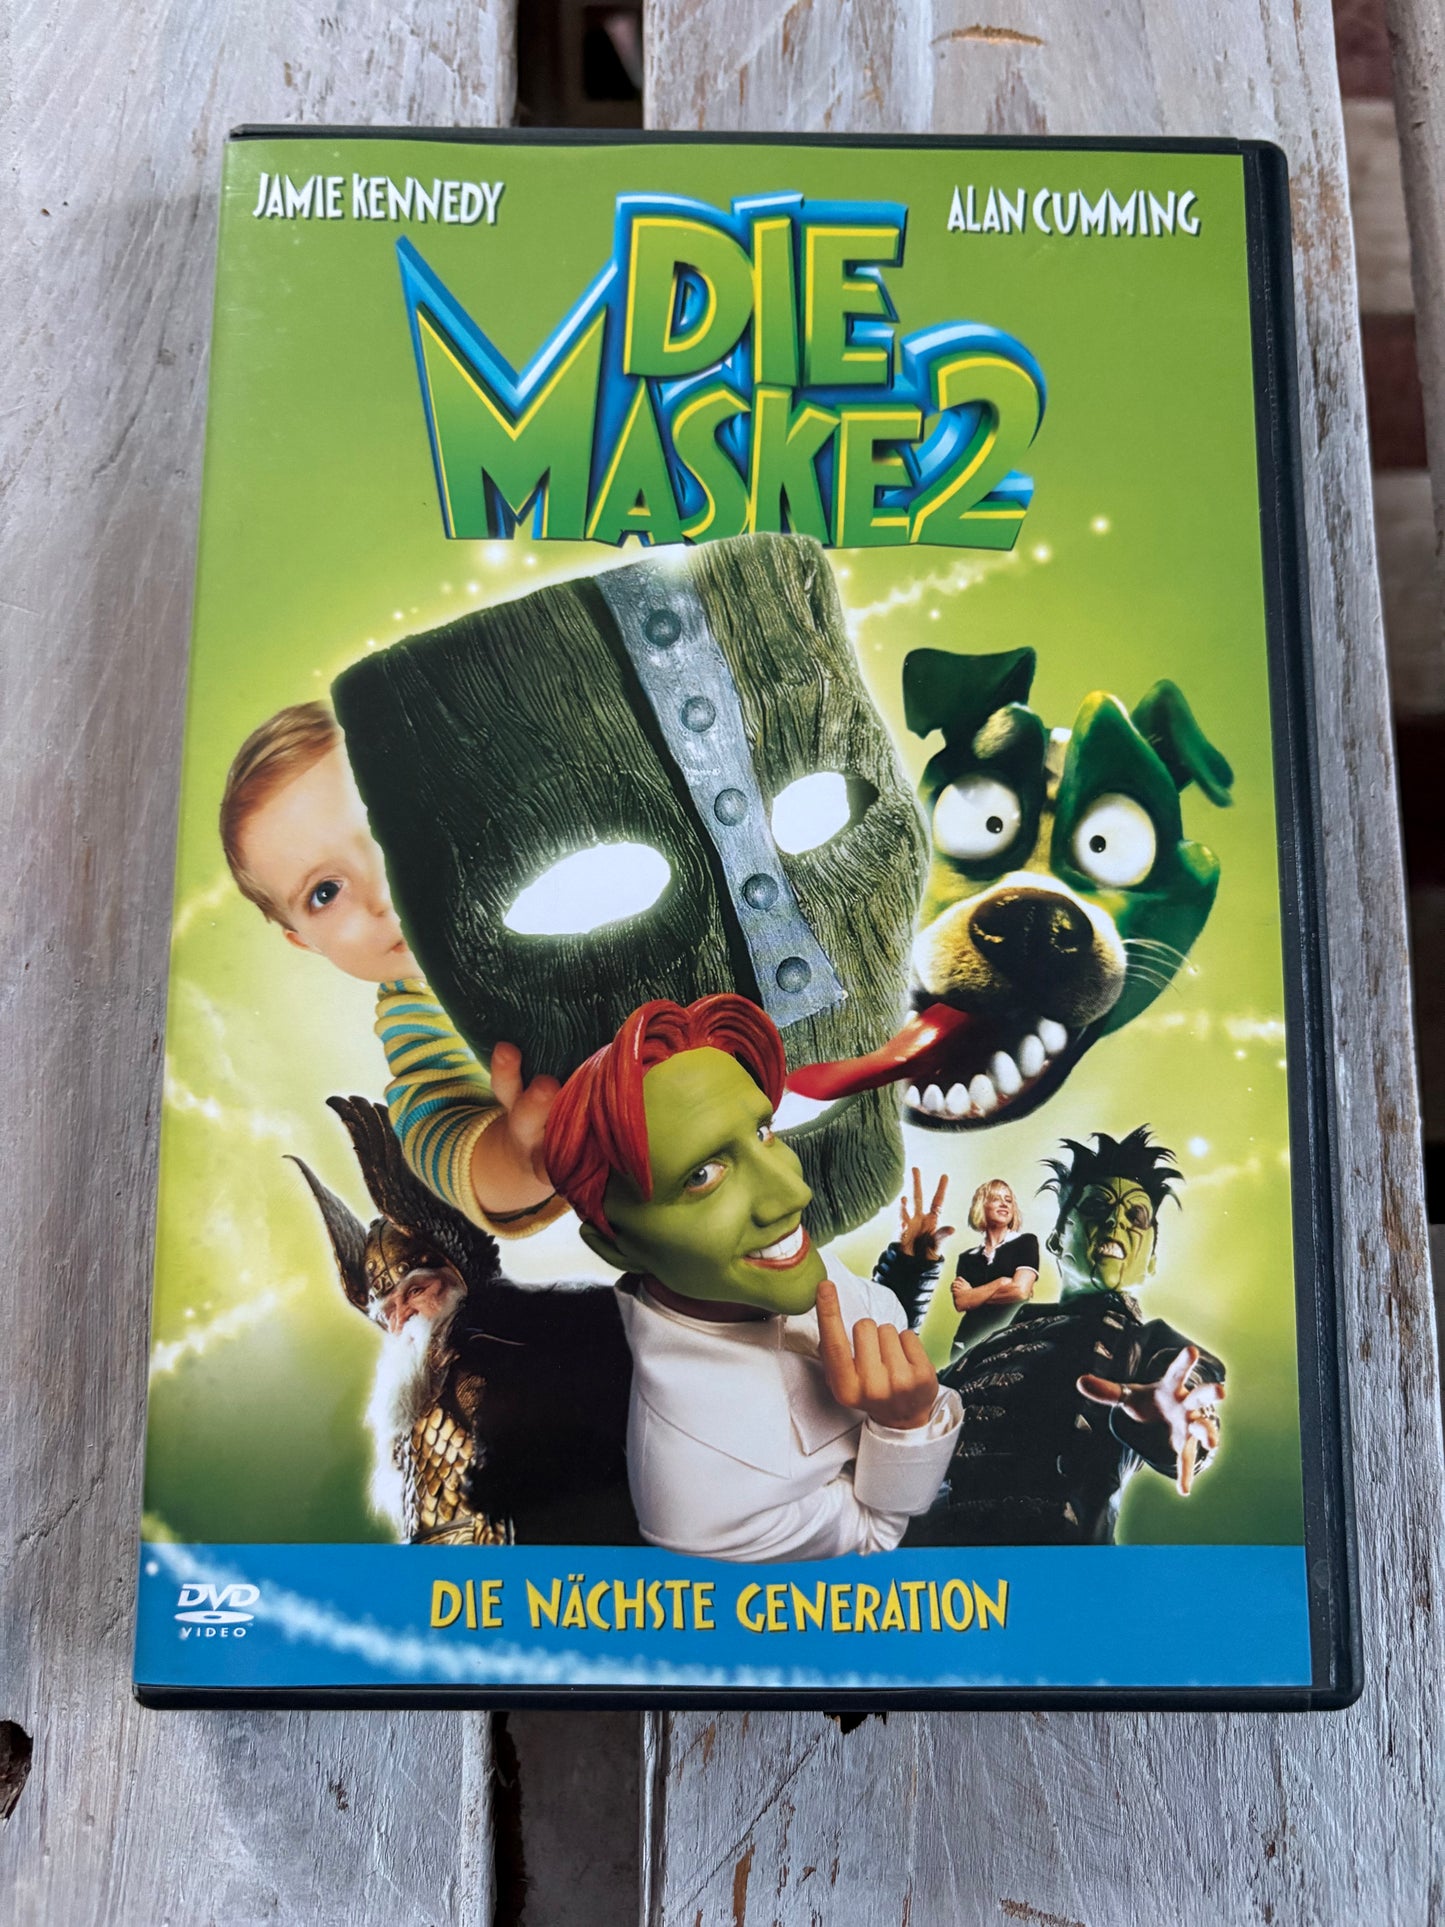 JAMIE KENNEDY
ALAN CUMMING
DIE
MASKE 2
DIE NÄCHSTE GENERATION
DVD
VIDEO